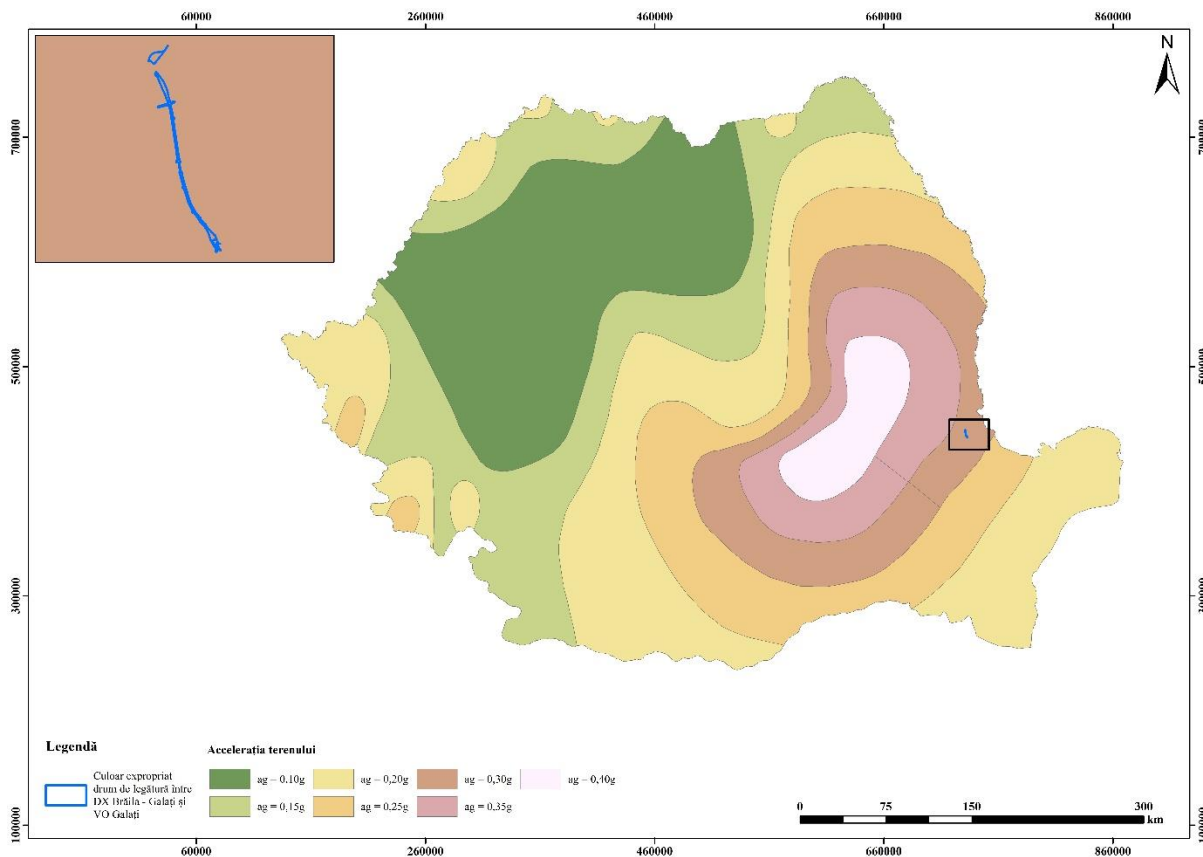 60000 260000 460000 660000 860000
N
700000 700000
500000 500000
300000 300000
100000 100000
Legendă
Culoar expropriat
drum de legătură între
DX Brăila - Galați și
VO Galați
Accelerația terenului
ag = 0,10g ag = 0,20g ag = 0,30g ag = 0,40g
ag = 0,15g ag = 0,25g ag = 0,35g
0 75 150 300
km
60000 260000 460000 660000 860000